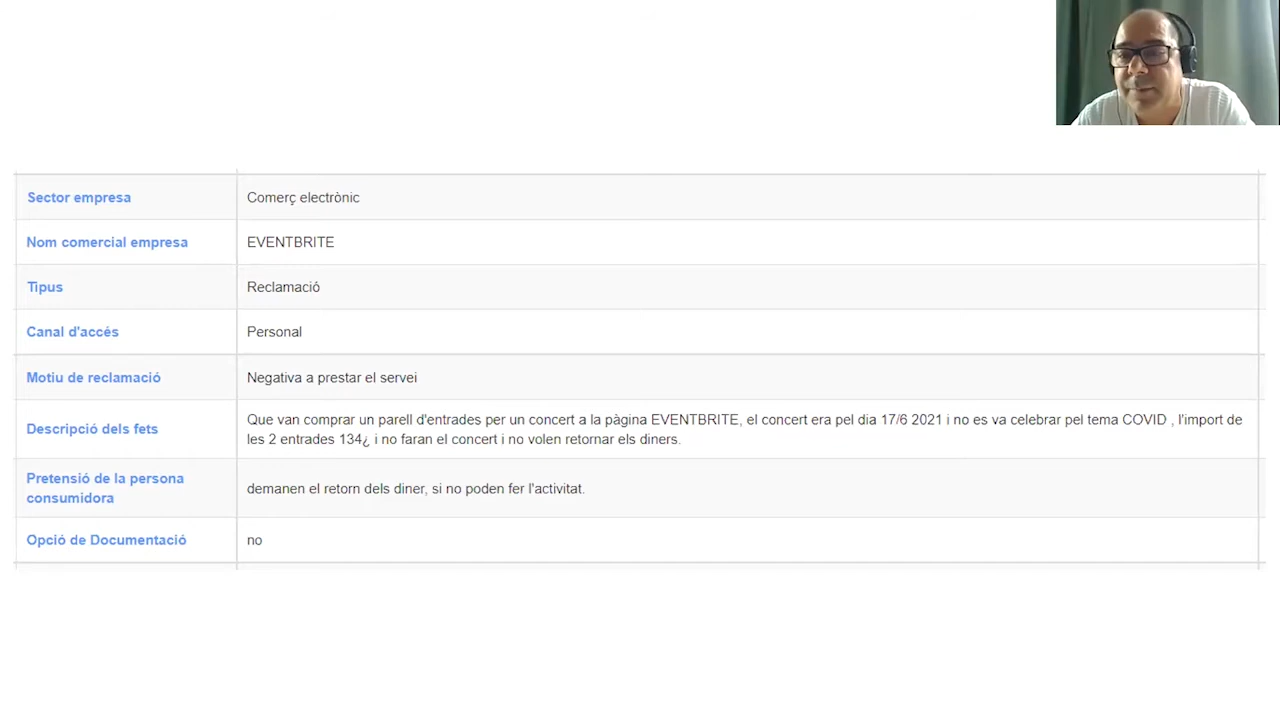 Sector empresa
Comerç electrònic
Nom comercial empresa
EVENTBRITE
Tipus
Reclamació
Canal d'accés
Personal
Motiu de reclamació
Negativa a prestar el servei
Descripció dels fets
Que van comprar un parell d'entrades per un concert a la pàgina EVENTBRITE, el concert era pel dia 17/6 2021 i no es va celebrar pel tema COVID , l'import de
les 2 entrades 134¿ i no faran el concert i no volen retornar els diners.
Pretensió de la persona
consumidora
demanen el retorn dels diner, si no poden fer l'activitat.
Opció de Documentació
no